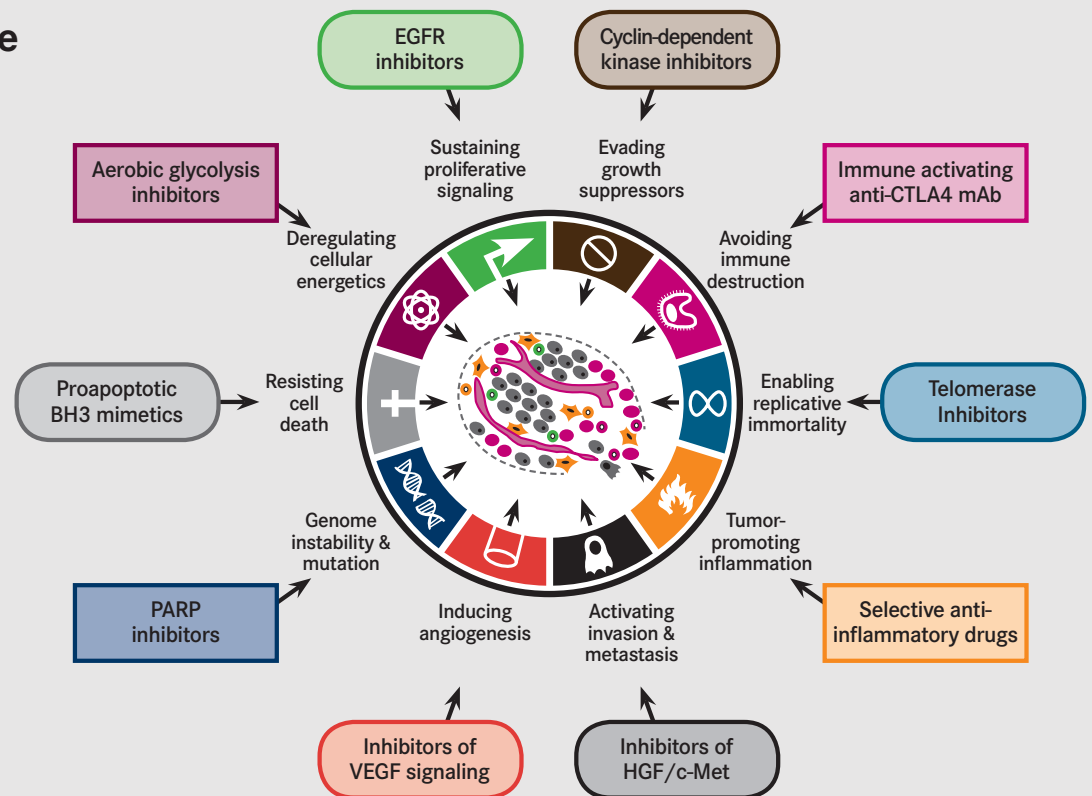 e
EGFR
inhibitors
Cyclin-dependent
kinase inhibitors
Sustaining
proliferative
signaling
Evading
growth
suppressors
Aerobic glycolysis
inhibitors
Immune activating
anti-CTLA4 mAb
Deregulating
cellular
energetics
Avoiding
immune
destruction
Proapoptotic
BH3 mimetics
Resisting
cell
death
Enabling
replicative
immortality
Telomerase
Inhibitors
Genome
instability &
mutation
Tumor-
promoting
inflammation
PARP
inhibitors
Selective anti-
inflammatory drugs
Inducing
angiogenesis
Activating
invasion &
metastasis
Inhibitors of
VEGF signaling
Inhibitors of
HGF/c-Met